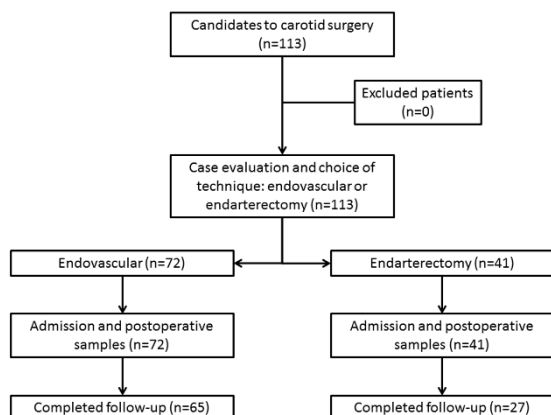 Candidates to carotid surgery
(n=113)
Excluded patients
(n=0)
Case evaluation and choice of
technique: endovascular or
endarterectomy (n=113)
Endovascular (n=72)
Endarterectomy (n=41)
Admission and postoperative
samples (n=72)
Admission and postoperative
samples (n=41)
Completed follow-up (n=65)
Completed follow-up (n=27)